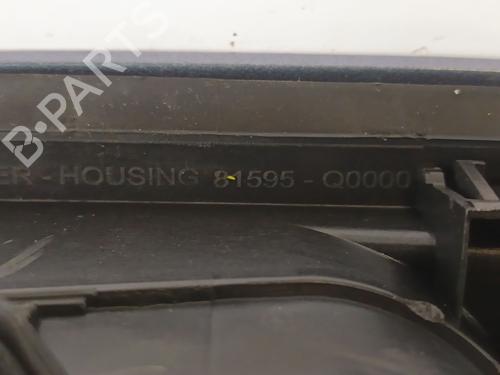 B-PARTS
ER - HOUSING 81595 - Q0000